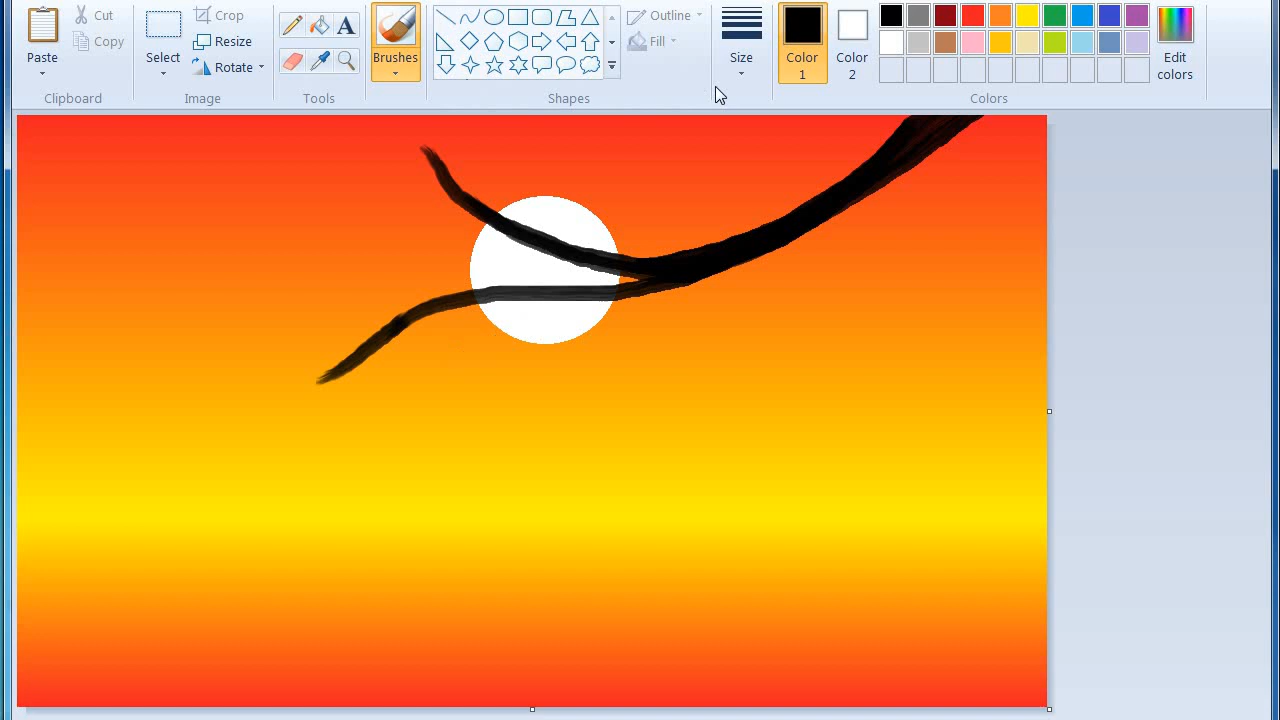 Paste
Cut
Copy
Clipboard
Select
Crop
Resize
Rotate
Image
A
Tools
Brushes
Outline
Fill
Shapes
Size
Color
1
Color
2
Edit
colors
Colors